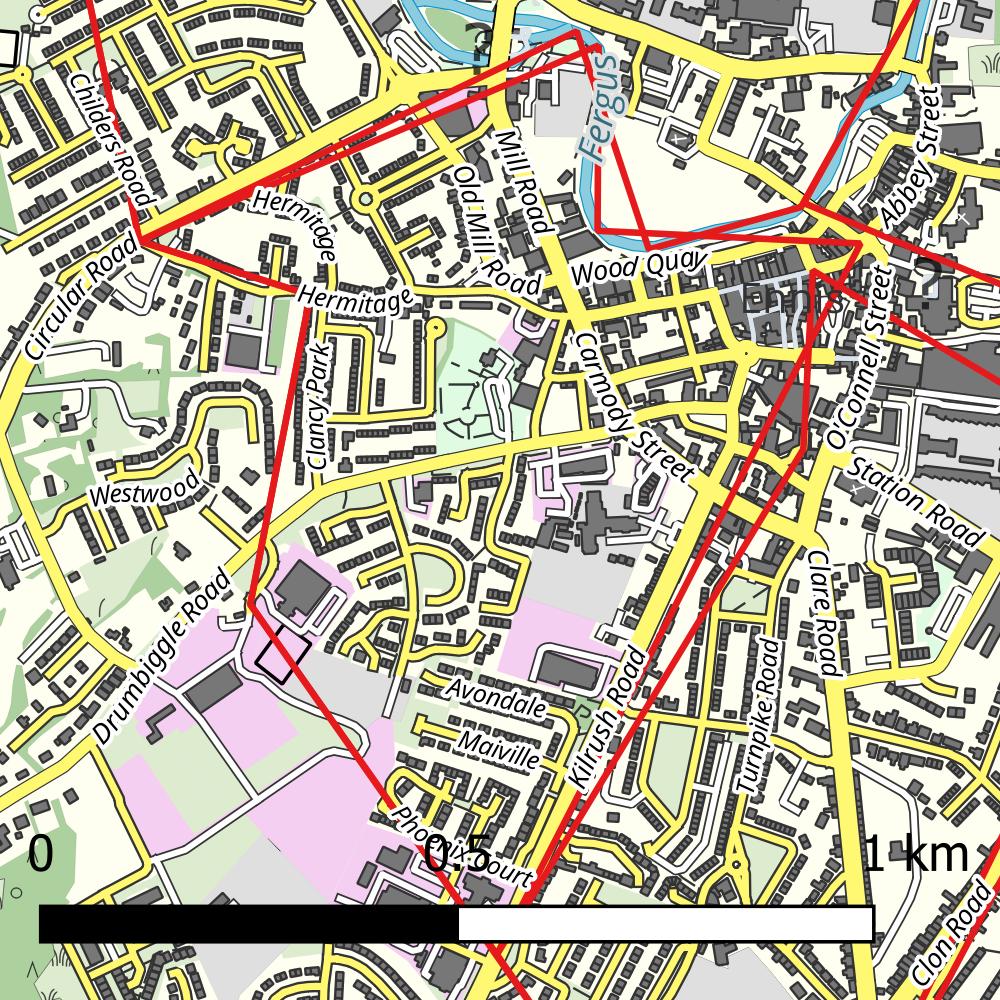 Childers Road
Fergus
Abbey Street
Mill Road
Old Mill Road
Hermitage
Circular Road
Wood Quay
Hermitage
Ennis
?
O'Connell Street
Carmody Street
Clancy Park
Westwood
Station Road
Clare Road
Drumbiggle Road
Avondale
Turnpike Road
Kilrush Road
Maiville
Phoenix Court
0
0.5
1 km
Clon Road